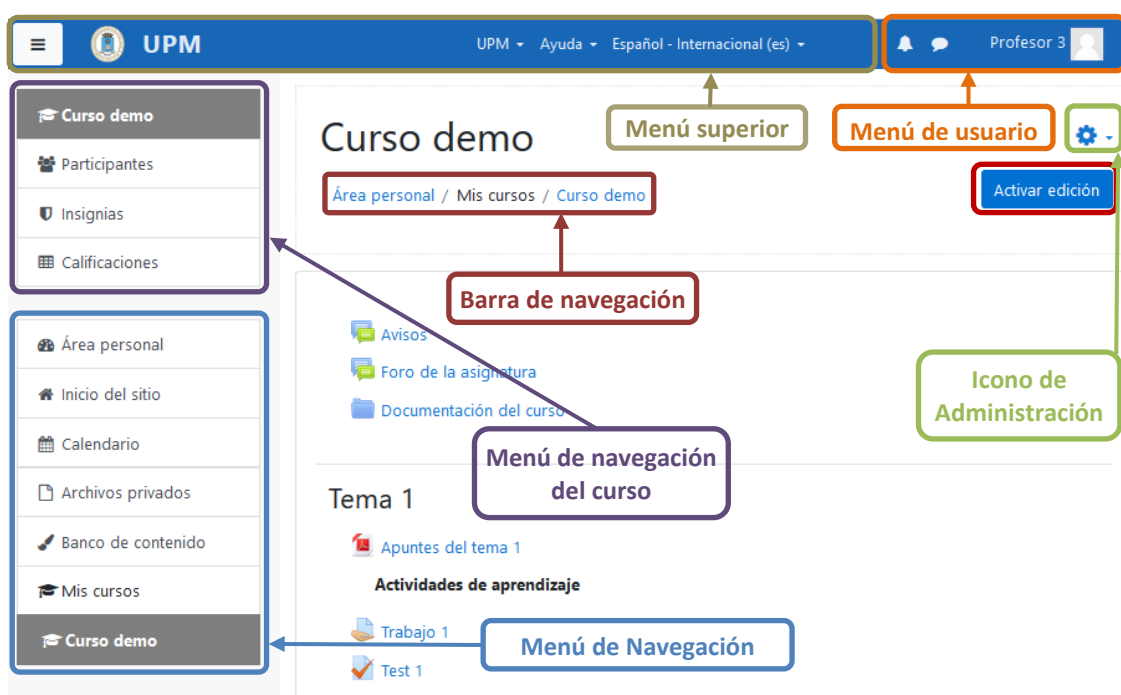 UPM
UPM
Ayuda
Español - Internacional (es)
Profesor 3
Curso demo
Participantes
Insignias
Calificaciones
Área personal
Inicio del sitio
Calendario
Archivos privados
Banco de contenido
Mis cursos
Curso demo
Curso demo
Menú superior
Menú de usuario
Área personal / Mis cursos / Curso demo
Activar edición
Barra de navegación
Avisos
Foro de la asignatura
Documentación del curso
Icono de
Administración
Menú de navegación
del curso
Tema 1
Apuntes del tema 1
Actividades de aprendizaje
Trabajo 1
Menú de Navegación
Test 1